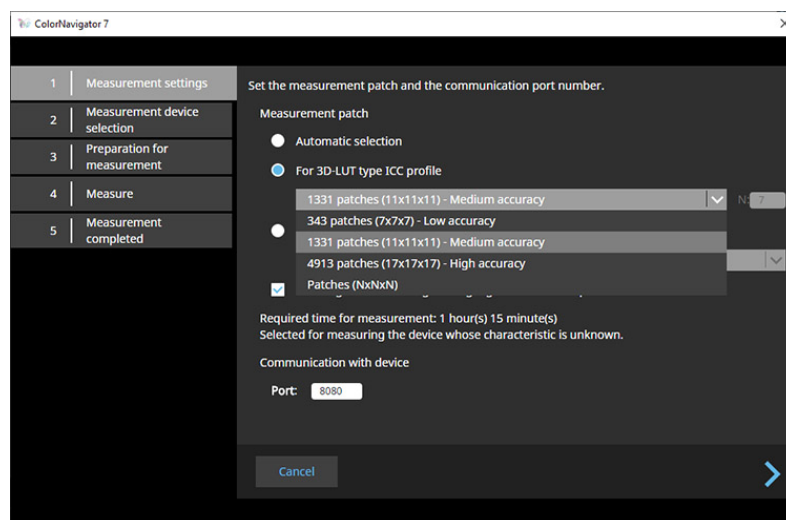 ColorNavigator 7
1 Measurement settings
2 Measurement device
selection
3 Preparation for
measurement
4 Measure
5 Measurement
completed
Set the measurement patch and the communication port number.
Measurement patch
Automatic selection
For 3D-LUT type ICC profile
1331 patches (11x11x11) - Medium accuracy N: 7
343 patches (7x7x7) - Low accuracy
1331 patches (11x11x11) - Medium accuracy
4913 patches (17x17x17) - High accuracy
Patches (NxNxN)
Required time for measurement: 1 hour(s) 15 minute(s)
Selected for measuring the device whose characteristic is unknown.
Communication with device
Port: 8080
Cancel